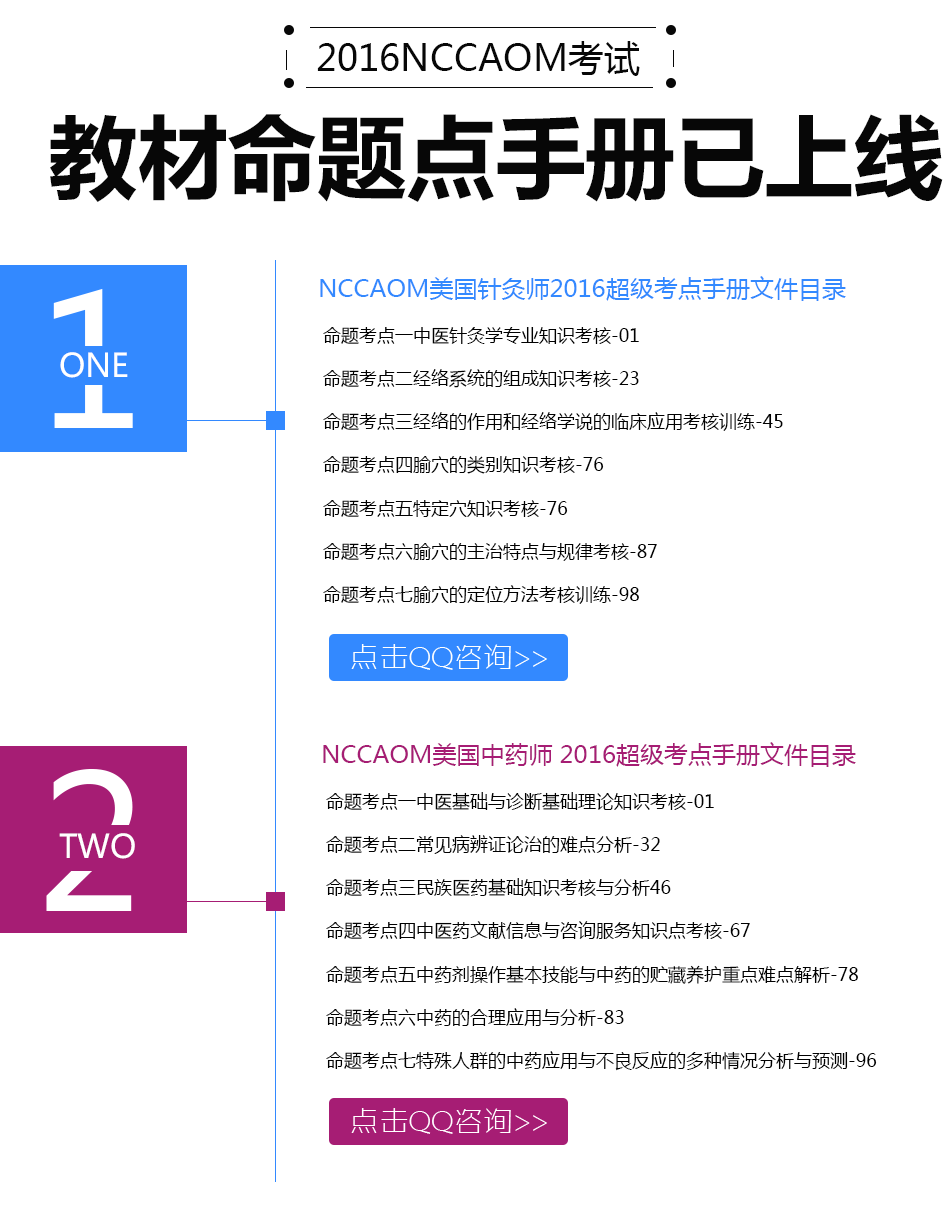 2016NCCAOM考试
教材命题点手册已上线
1
ONE
NCCAOM美国针灸师2016超级考点手册文件目录
命题考点一中医针灸学专业知识考核-01
命题考点二经络系统的组成知识考核-23
命题考点三经络的作用和经络学说的临床应用考核训练-45
命题考点四腧穴的类别知识考核-76
命题考点五特定穴知识考核-76
命题考点六腧穴的主治特点与规律考核-87
命题考点七腧穴的定位方法考核训练-98
点击QQ咨询>>
2
TWO
NCCAOM美国中药师 2016超级考点手册文件目录
命题考点一中医基础与诊断基础理论知识考核-01
命题考点二常见病辨证论治的难点分析-32
命题考点三民族医药基础知识考核与分析46
命题考点四中医药文献信息与咨询服务知识点考核-67
命题考点五中药剂操作基本技能与中药的贮藏养护重点难点解析-78
命题考点六中药的合理应用与分析-83
命题考点七特殊人群的中药应用与不良反应的多种情况分析与预测-96
点击QQ咨询>>